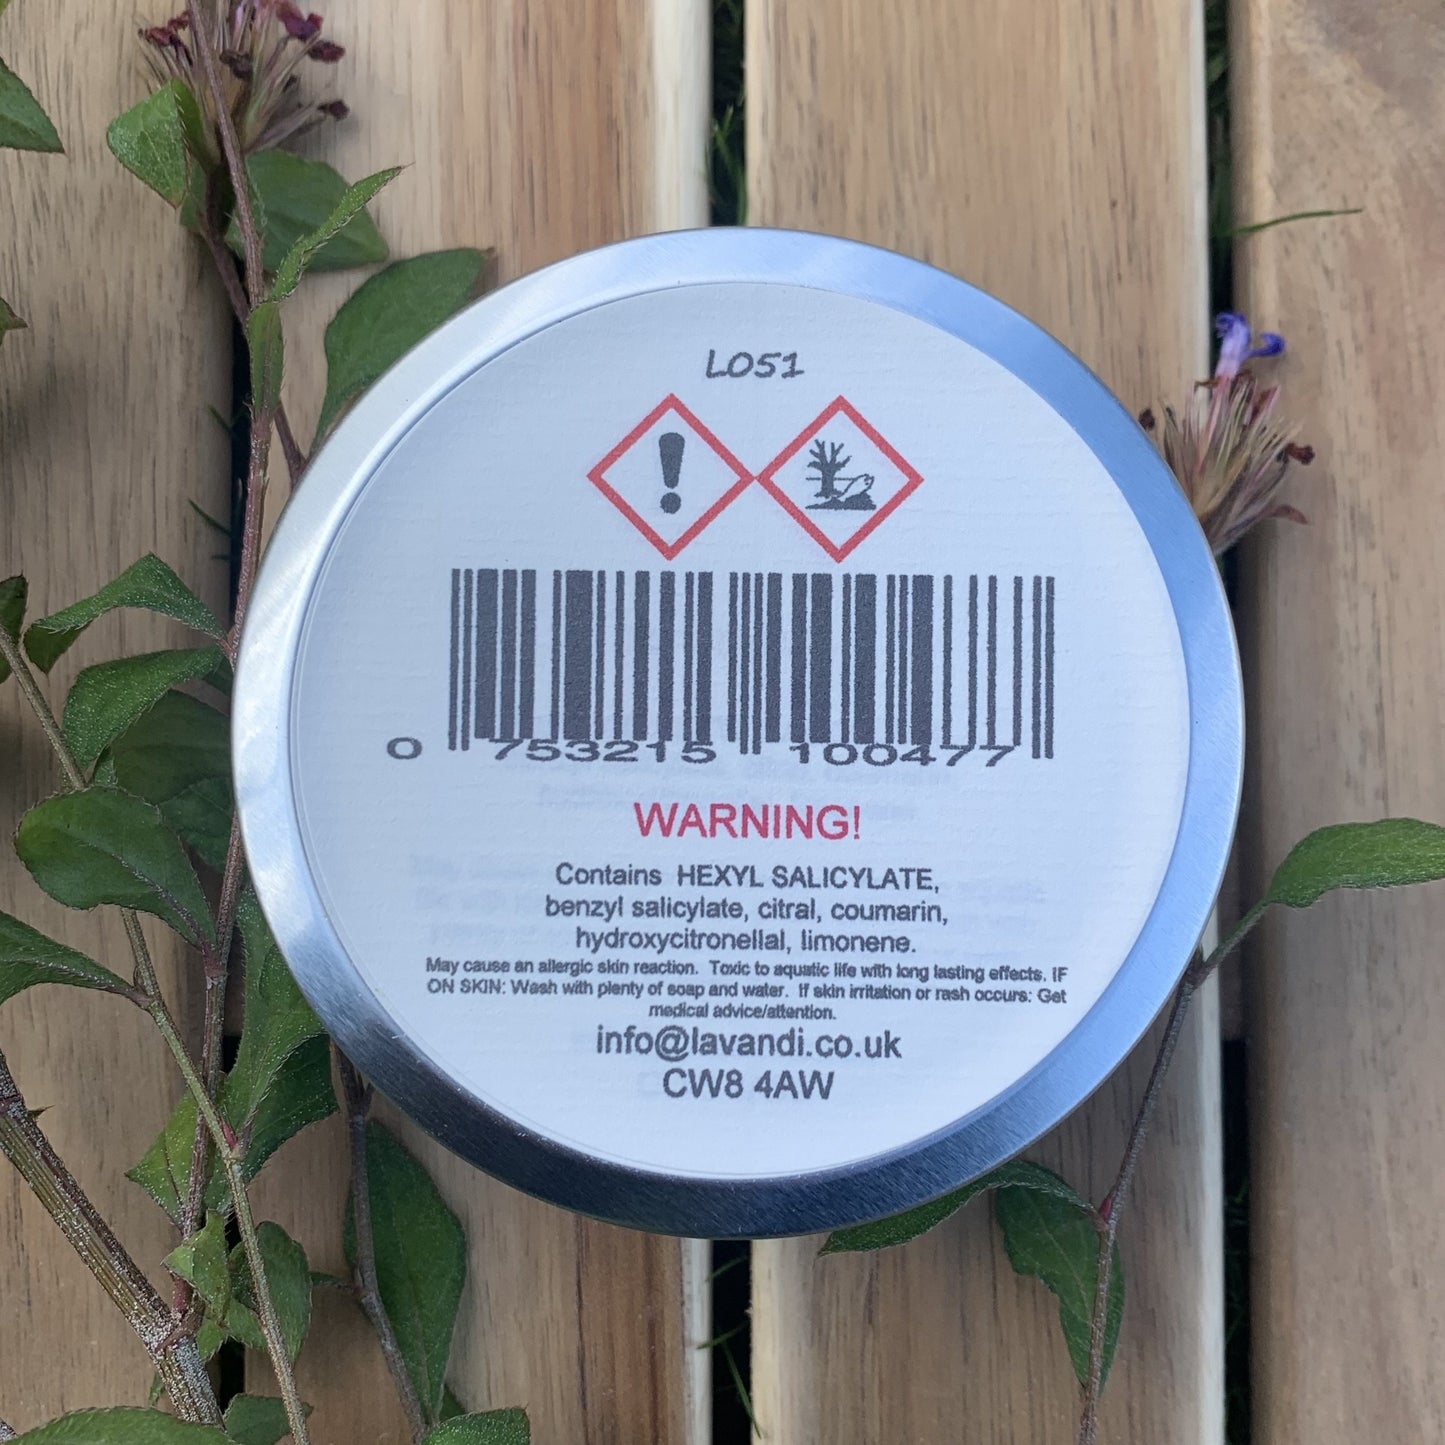 LO51
0 753215 100477
WARNING!
Contains HEXYL SALICYLATE,
benzyl salicylate, citral, coumarin,
hydroxycitronellal, limonene.
May cause an allergic skin reaction. Toxic to aquatic life with long lasting effects. IF
ON SKIN: Wash with plenty of soap and water. If skin irritation or rash occurs: Get
medical advice/attention.
info@lavandi.co.uk
CW8 4AW